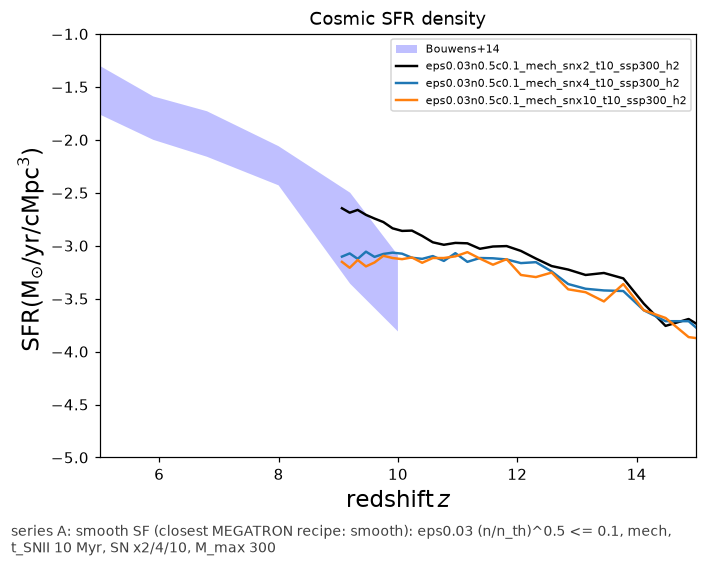 Cosmic SFR density
Bouwens+14
eps0.03n0.5c0.1_mech_snx2_t10_ssp300_h2
eps0.03n0.5c0.1_mech_snx4_t10_ssp300_h2
eps0.03n0.5c0.1_mech_snx10_t10_ssp300_h2
SFR(M⊙/yr/cMpc³)
−1.0
−1.5
−2.0
−2.5
−3.0
−3.5
−4.0
−4.5
−5.0
6 8 10 12 14
redshift z
series A: smooth SF (closest MEGATRON recipe: smooth): eps0.03 (n/n_th)^0.5 <= 0.1, mech,
t_SNII 10 Myr, SN x2/4/10, M_max 300